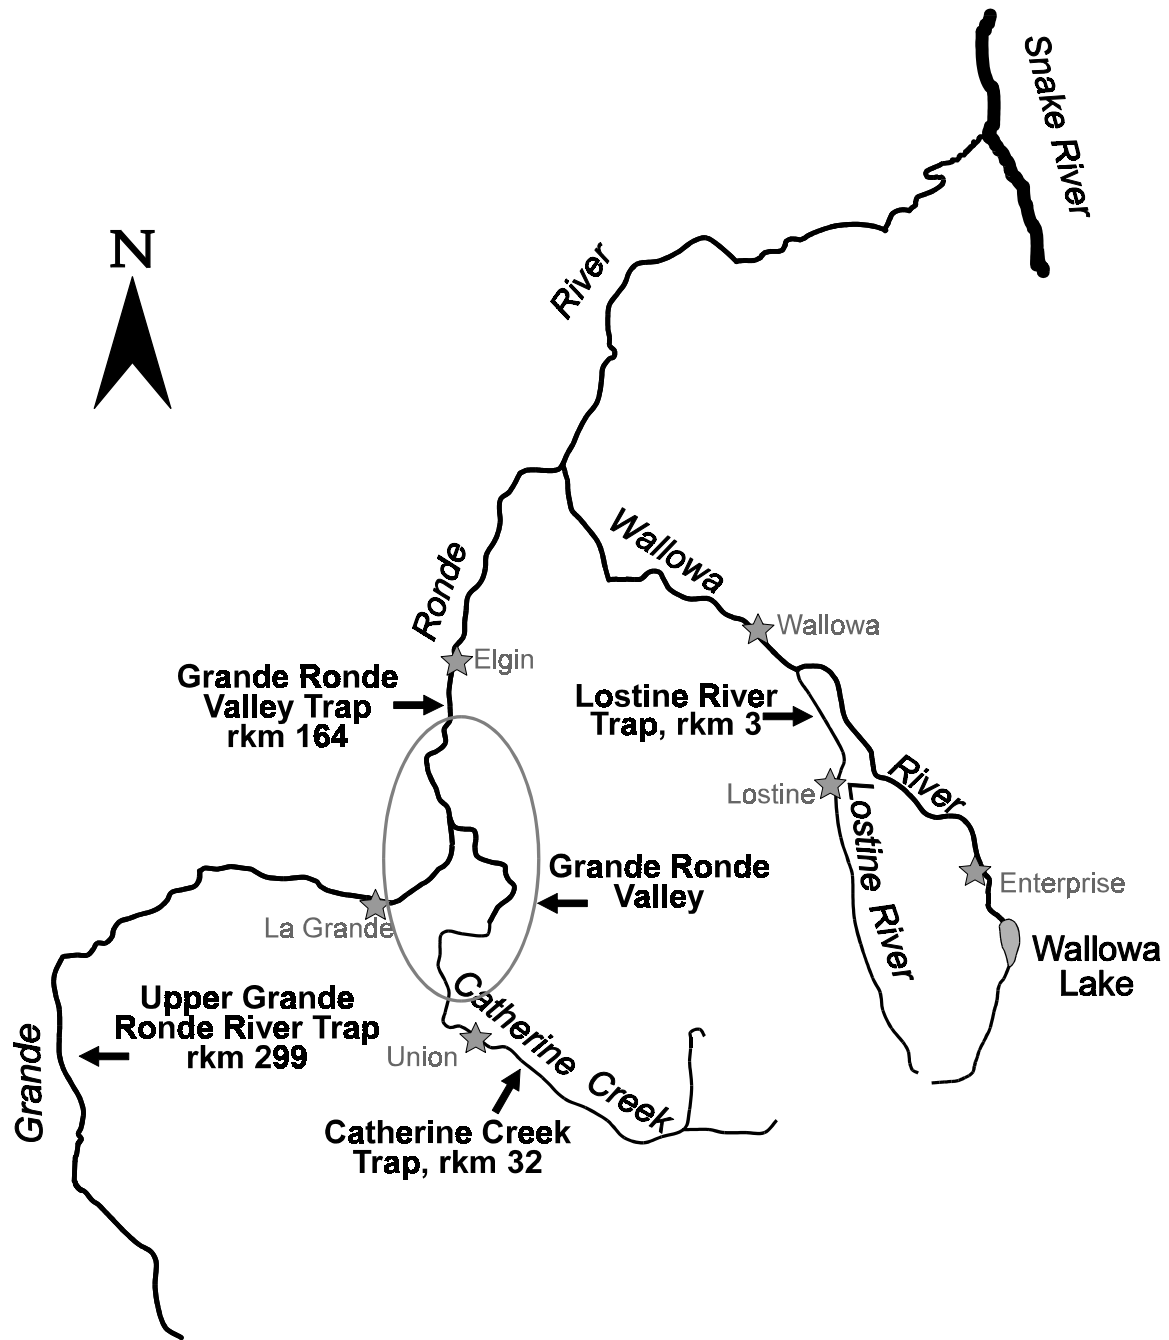 Snake River
N
River
Ronde
Wallowa
Wallowa
Elgin
Grande Ronde
Valley Trap
rkm 164
Lostine River
Trap, rkm 3
River
Lostine
Lostine River
Grande Ronde
Valley
Enterprise
La Grande
Wallowa
Lake
Catherine Creek
Upper Grande
Ronde River Trap
rkm 299
Grande
Union
Catherine Creek
Trap, rkm 32